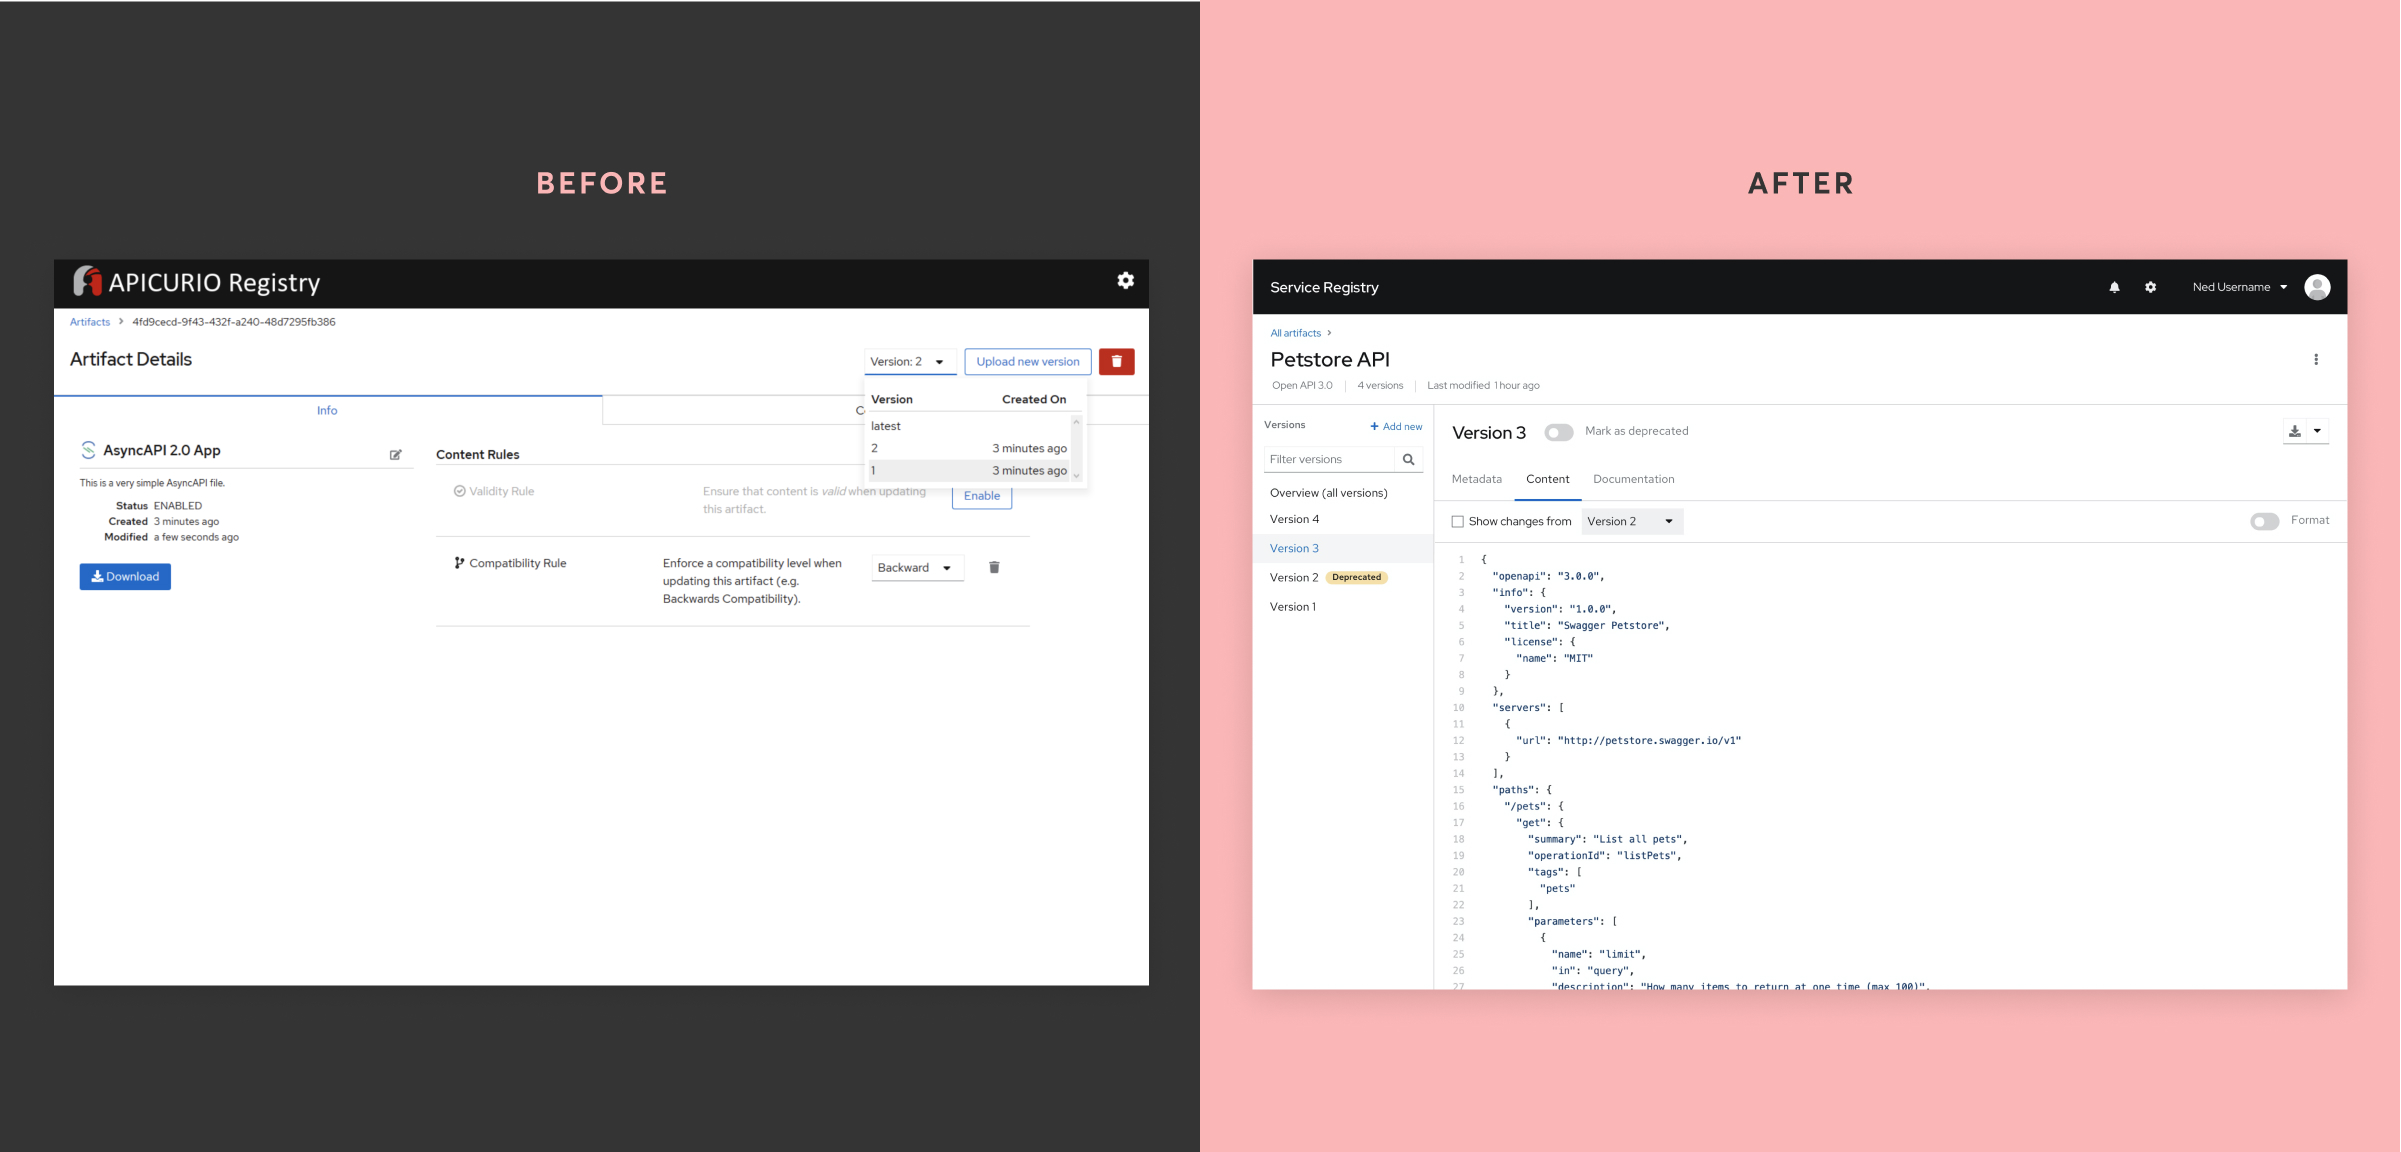 BEFORE
APICURIO Registry
Artifacts > 4fd9cecd-9f43-432f-a240-48d7295fb386
Artifact Details
Version: 2
Upload new version
Version Created On
latest
2 3 minutes ago
1 3 minutes ago
Info
C
AsyncAPI 2.0 App
This is a very simple AsyncAPI file.
Status ENABLED
Created 3 minutes ago
Modified a few seconds ago
Download
Content Rules
Validity Rule
Ensure that content is valid when updating
this artifact.
Enable
Compatibility Rule
Enforce a compatibility level when
updating this artifact (e.g.
Backwards Compatibility).
Backward
AFTER
Service Registry
Ned Username
All artifacts >
Petstore API
Open API 3.0 | 4 versions | Last modified 1 hour ago
Versions
+ Add new
Filter versions
Overview (all versions)
Version 4
Version 3
Version 2 Deprecated
Version 1
Version 3
Mark as deprecated
Metadata Content Documentation
Show changes from Version 2
Format
1 {
2 "openapi": "3.0.0",
3 "info": {
4 "version": "1.0.0",
5 "title": "Swagger Petstore",
6 "license": {
7 "name": "MIT"
8 }
9 },
10 "servers": [
11 {
12 "url": "http://petstore.swagger.io/v1"
13 }
14 ],
15 "paths": {
16 "/pets": {
17 "get": {
18 "summary": "List all pets",
19 "operationId": "listPets",
20 "tags": [
21 "pets"
22 ],
23 "parameters": [
24 {
25 "name": "limit",
26 "in": "query",
27 "description": "How many items to return at one time (max 100)",